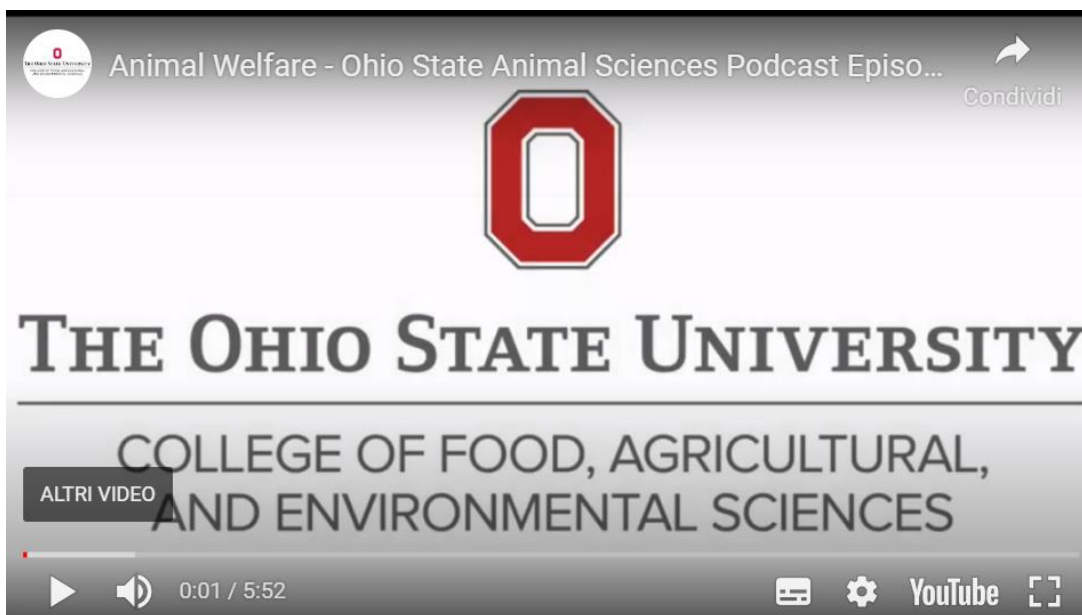 Animal Welfare - Ohio State Animal Sciences Podcast Episo...
Condividi
THE OHIO STATE UNIVERSITY
COLLEGE OF FOOD, AGRICULTURAL,
AND ENVIRONMENTAL SCIENCES
ALTRI VIDEO
0:01 / 5:52
YouTube